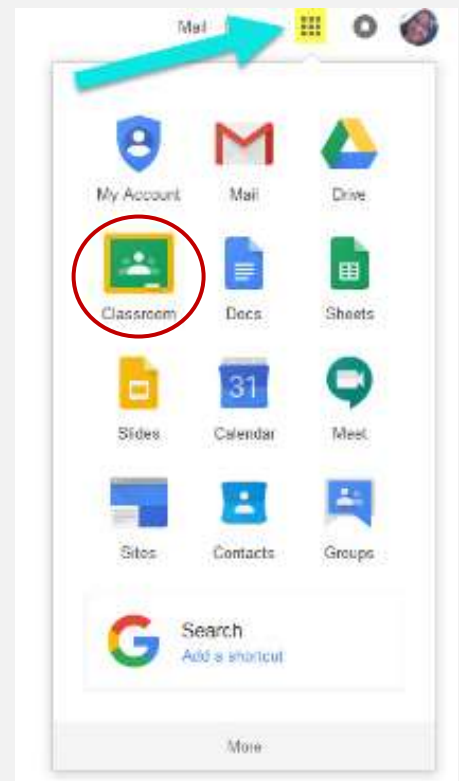 Mail
My Account Mail Drive
Classroom Docs Sheets
31
Slides Calendar Meet
Sites Contacts Groups
Search
Add a shortcut
More